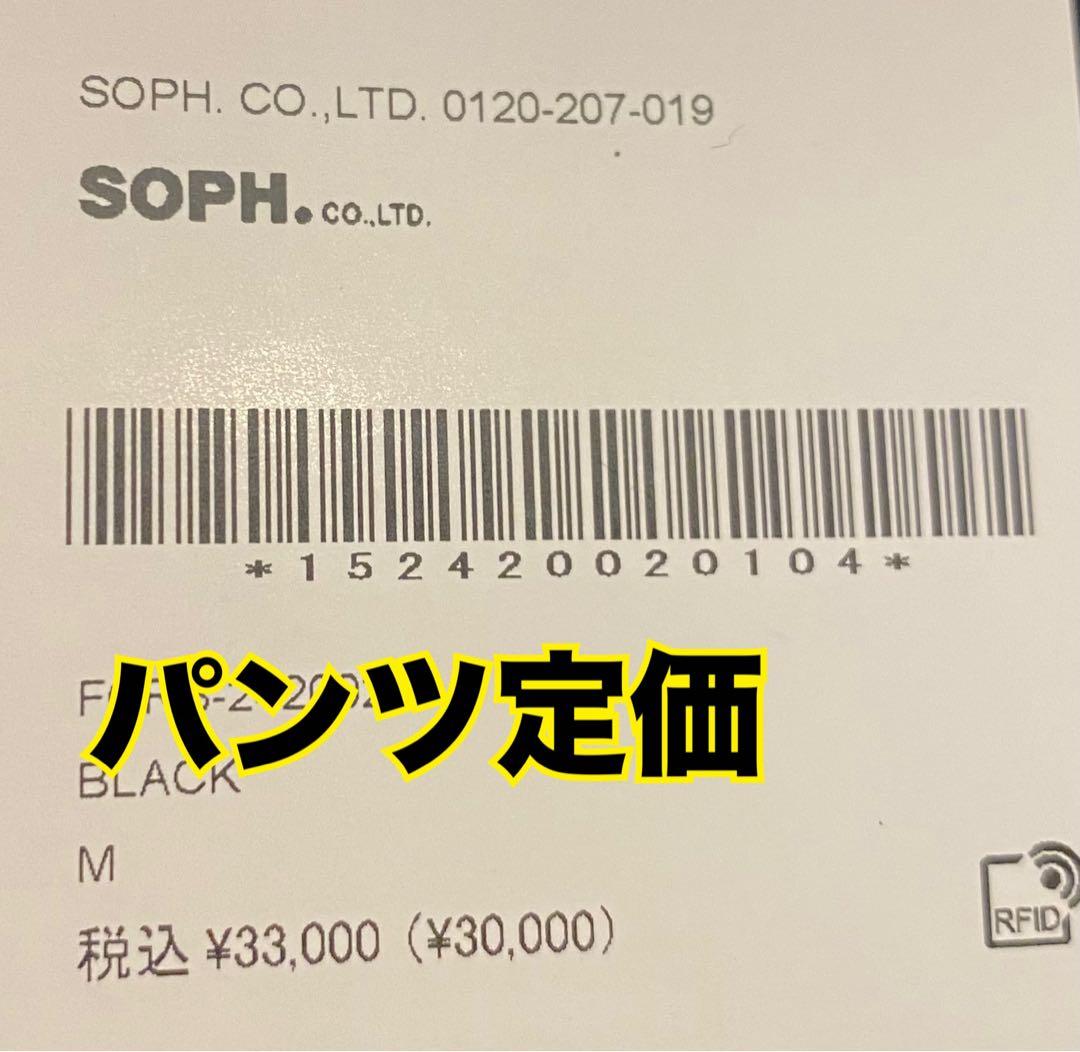 SOPH. CO.,LTD. 0120-207-019
SOPH. CO.,LTD.
*152420020104*
パンツ定価
BLACK
M
税込 ¥33,000 (¥30,000)
RFID